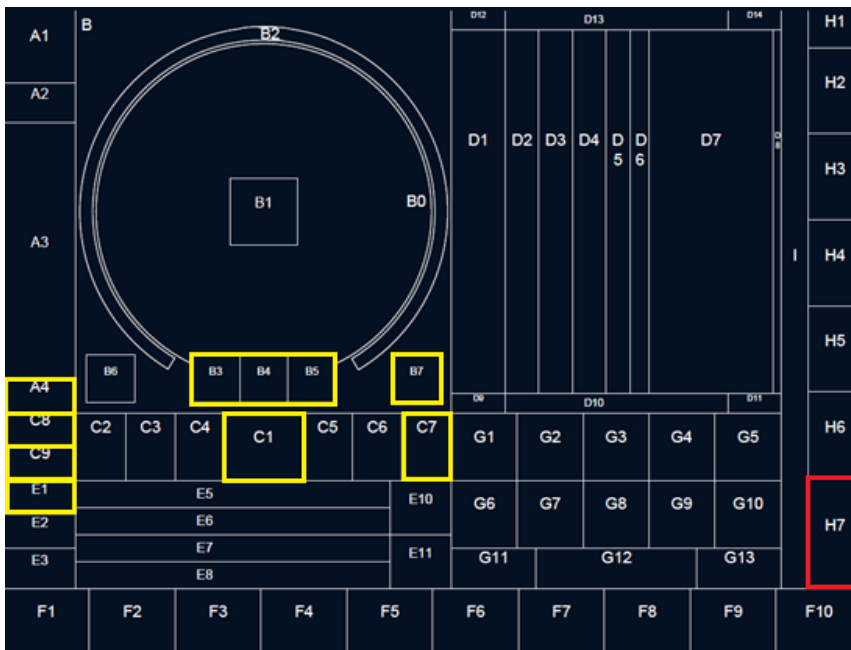 A1
B
B2
D12
D13
D14
H1
A2
H2
D1
D2
D3
D4
D
5
D
6
D7
D
8
H3
B1
B0
A3
I
H4
H5
B6
B3
B4
B5
B7
A4
D9
D10
D11
C8
C2
C3
C4
C1
C5
C6
C7
G1
G2
G3
G4
G5
H6
C9
E1
E5
E10
G6
G7
G8
G9
G10
E2
E6
H7
E3
E7
E11
G11
G12
G13
E8
F1
F2
F3
F4
F5
F6
F7
F8
F9
F10